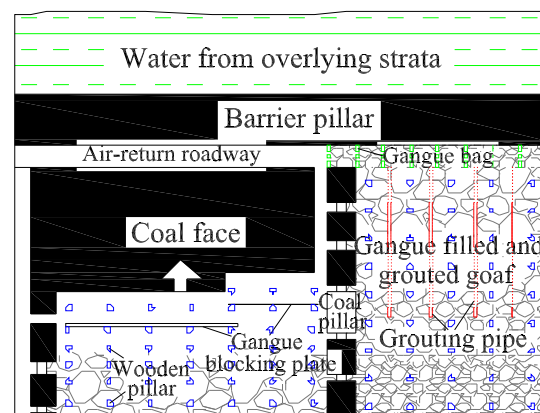 Water from overlying strata
Barrier pillar
Air-return roadway
Gangue bag
Coal face
Gangue filled and
grouted goaf
Coal
pillar
Gangue
blocking plate
Grouting pipe
Wooden
pillar